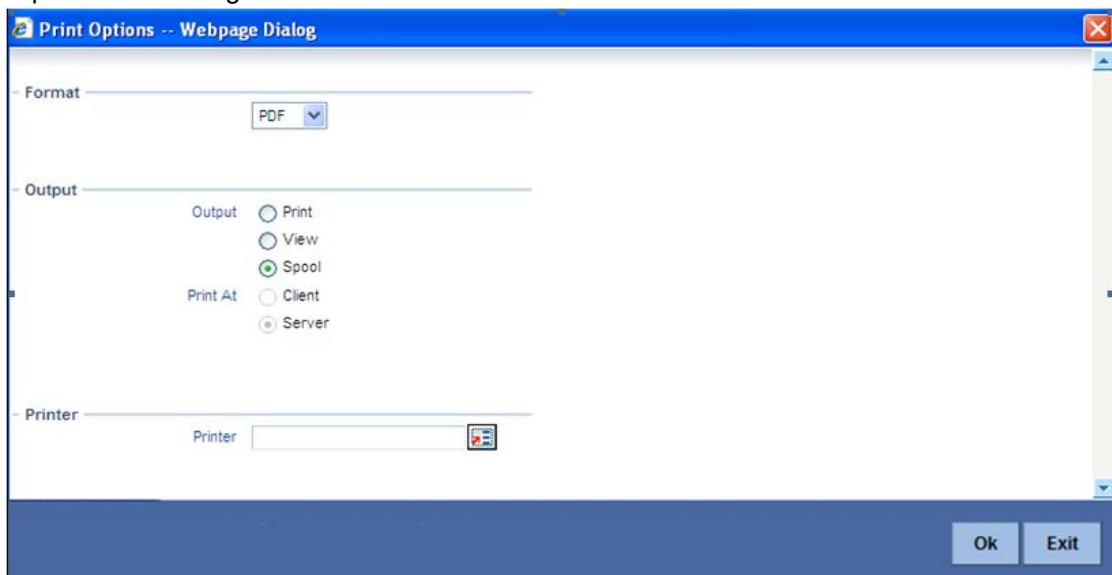 Print Options -- Webpage Dialog
Format
PDF
Output
Output Print
View
Spool
Print At Client
Server
Printer
Printer
Ok Exit